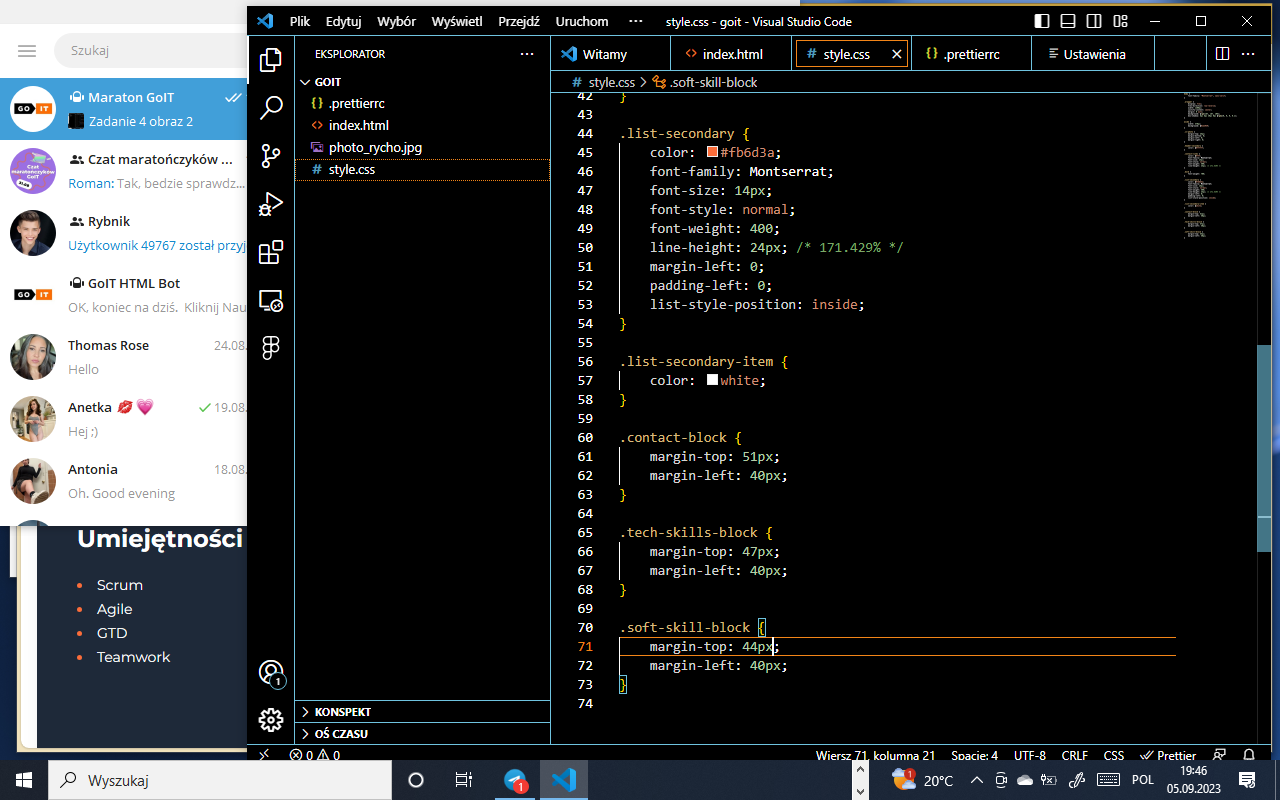 Plik Edytuj Wybór Wyświetl Przejdź Uruchom ··· style.css - goit - Visual Studio Code
Szukaj
Maraton GoIT
Zadanie 4 obraz 2
Czat maratończyków ...
Roman: Tak, bedzie sprawdz...
Rybnik
Użytkownik 49767 został przyj
GoIT HTML Bot
OK, koniec na dziś. Kliknij Nau
Thomas Rose 24.08.
Hello
Anetka 💋 💗 19.08.
Hej ;)
Antonia 18.08.
Oh. Good evening
GO IT
Czat maratończyków GoIT
GO IT
Umiejętności
• Scrum
• Agile
• GTD
• Teamwork
EKSPLORATOR ···
GOIT
{} .prettierrc
<> index.html
photo_rycho.jpg
# style.css
KONSPEKT
OŚ CZASU
1
Witamy <> index.html # style.css {} .prettierrc Ustawienia ···
# style.css > .soft-skill-block
42 }
43
44 .list-secondary {
45 color: #fb6d3a;
46 font-family: Montserrat;
47 font-size: 14px;
48 font-style: normal;
49 font-weight: 400;
50 line-height: 24px; /* 171.429% */
51 margin-left: 0;
52 padding-left: 0;
53 list-style-position: inside;
54 }
55
56 .list-secondary-item {
57 color: white;
58 }
59
60 .contact-block {
61 margin-top: 51px;
62 margin-left: 40px;
63 }
64
65 .tech-skills-block {
66 margin-top: 47px;
67 margin-left: 40px;
68 }
69
70 .soft-skill-block {
71 margin-top: 44px;
72 margin-left: 40px;
73 }
74
0 0 Wiersz 71, kolumna 21 Spacje: 4 UTF-8 CRLF CSS Prettier
Wyszukaj 1 1 20°C POL 19:46
05.09.2023